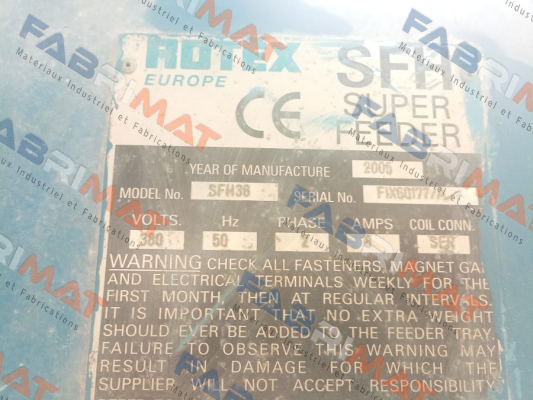 ROTEX
EUROPE
SFH
CE
SUPER
FEEDER
YEAR OF MANUFACTURE 2005
MODEL No. SFH36 SERIAL No.
VOLTS. Hz PHASE AMPS COIL CONN.
380 50 2 8 SER
WARNING CHECK ALL FASTENERS, MAGNET GA
AND ELECTRICAL TERMINALS WEEKLY FOR THE
FIRST MONTH, THEN AT REGULAR INTERVALS.
IT IS IMPORTANT THAT NO EXTRA WEIGHT
SHOULD EVER BE ADDED TO THE FEEDER TRAY.
FAILURE TO OBSERVE THIS WARNING MAY
RESULT IN DAMAGE FOR WHICH THE
SUPPLIER WILL NOT ACCEPT RESPONSIBILITY
FABRIMAT
Materiaux Industriel et Fabrications